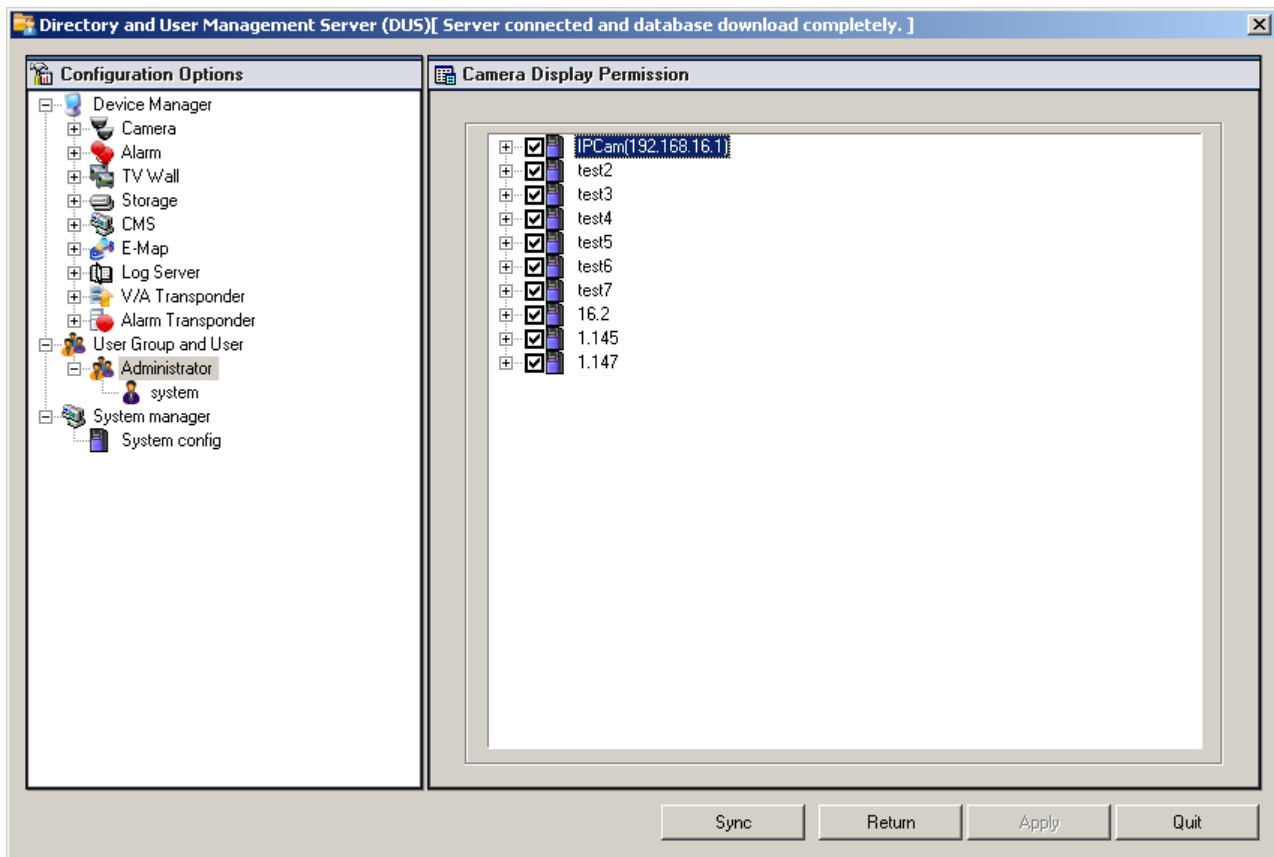 Directory and User Management Server (DUS)[ Server connected and database download completely. ]
Configuration Options
Device Manager
Camera
Alarm
TV Wall
Storage
CMS
E-Map
Log Server
V/A Transponder
Alarm Transponder
User Group and User
Administrator
system
System manager
System config
Camera Display Permission
IPCam(192.168.16.1)
test2
test3
test4
test5
test6
test7
16.2
1.145
1.147
Sync
Return
Apply
Quit